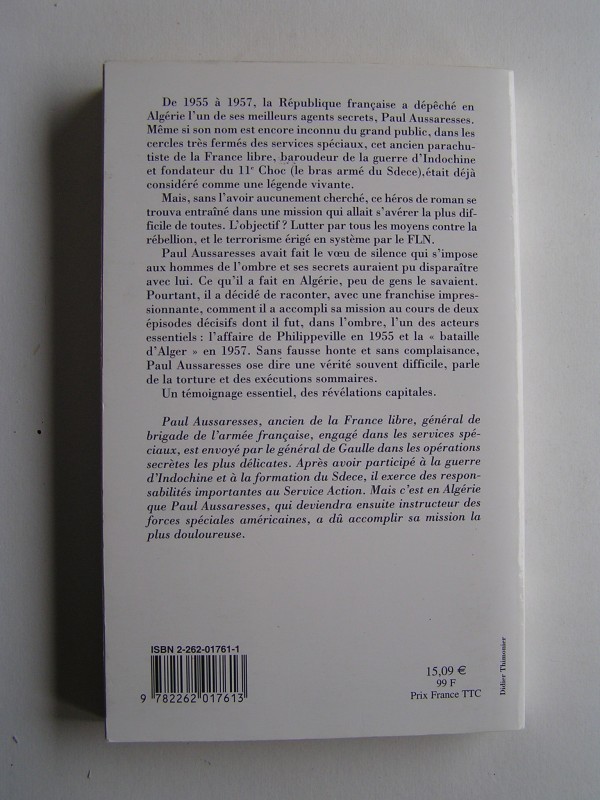 De 1955 à 1957, la République française a dépêché en
Algérie l'un de ses meilleurs agents secrets, Paul Aussaresses.
Même si son nom est encore inconnu du grand public, dans les
cercles très fermés des services spéciaux, cet ancien parachu-
tiste de la France libre, baroudeur de la guerre d'Indochine
et fondateur du 11e Choc (le bras armé du Sdece),était déjà
considéré comme une légende vivante.
Mais, sans l'avoir aucunement cherché, ce héros de roman se
trouva entraîné dans une mission qui allait s'avérer la plus dif-
ficile de toutes. L'objectif ? Lutter par tous les moyens contre la
rébellion, et le terrorisme érigé en système par le FLN.
Paul Aussaresses avait fait le vœu de silence qui s'impose
aux hommes de l'ombre et ses secrets auraient pu disparaître
avec lui. Ce qu'il a fait en Algérie, peu de gens le savaient.
Pourtant, il a décidé de raconter, avec une franchise impres-
sionnante, comment il a accompli sa mission au cours de deux
épisodes décisifs dont il fut, dans l'ombre, l'un des acteurs
essentiels : l'affaire de Philippeville en 1955 et la « bataille
d'Alger » en 1957. Sans fausse honte et sans complaisance,
Paul Aussaresses ose dire une vérité souvent difficile, parle
de la torture et des exécutions sommaires.
Un témoignage essentiel, des révélations capitales.
Paul Aussaresses, ancien de la France libre, général de
brigade de l'armée française, engagé dans les services spé-
ciaux, est envoyé par le général de Gaulle dans les opérations
secrètes les plus délicates. Après avoir participé à la guerre
d'Indochine et à la formation du Sdece, il exerce des respon-
sabilités importantes au Service Action. Mais c'est en Algérie
que Paul Aussaresses, qui deviendra ensuite instructeur des
forces spéciales américaines, a dû accomplir sa mission la
plus douloureuse.
ISBN 2-262-01761-1
9 782262 017613
15,09 €
99 F
Prix France TTC
Didier Thimonier